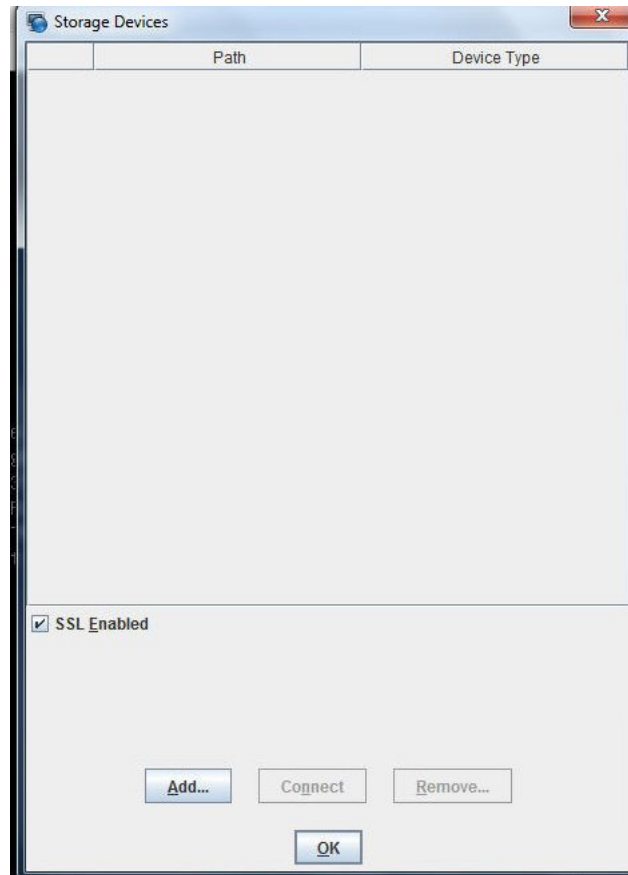 Storage Devices
Path Device Type
SSL Enabled
Add... Connect Remove...
OK